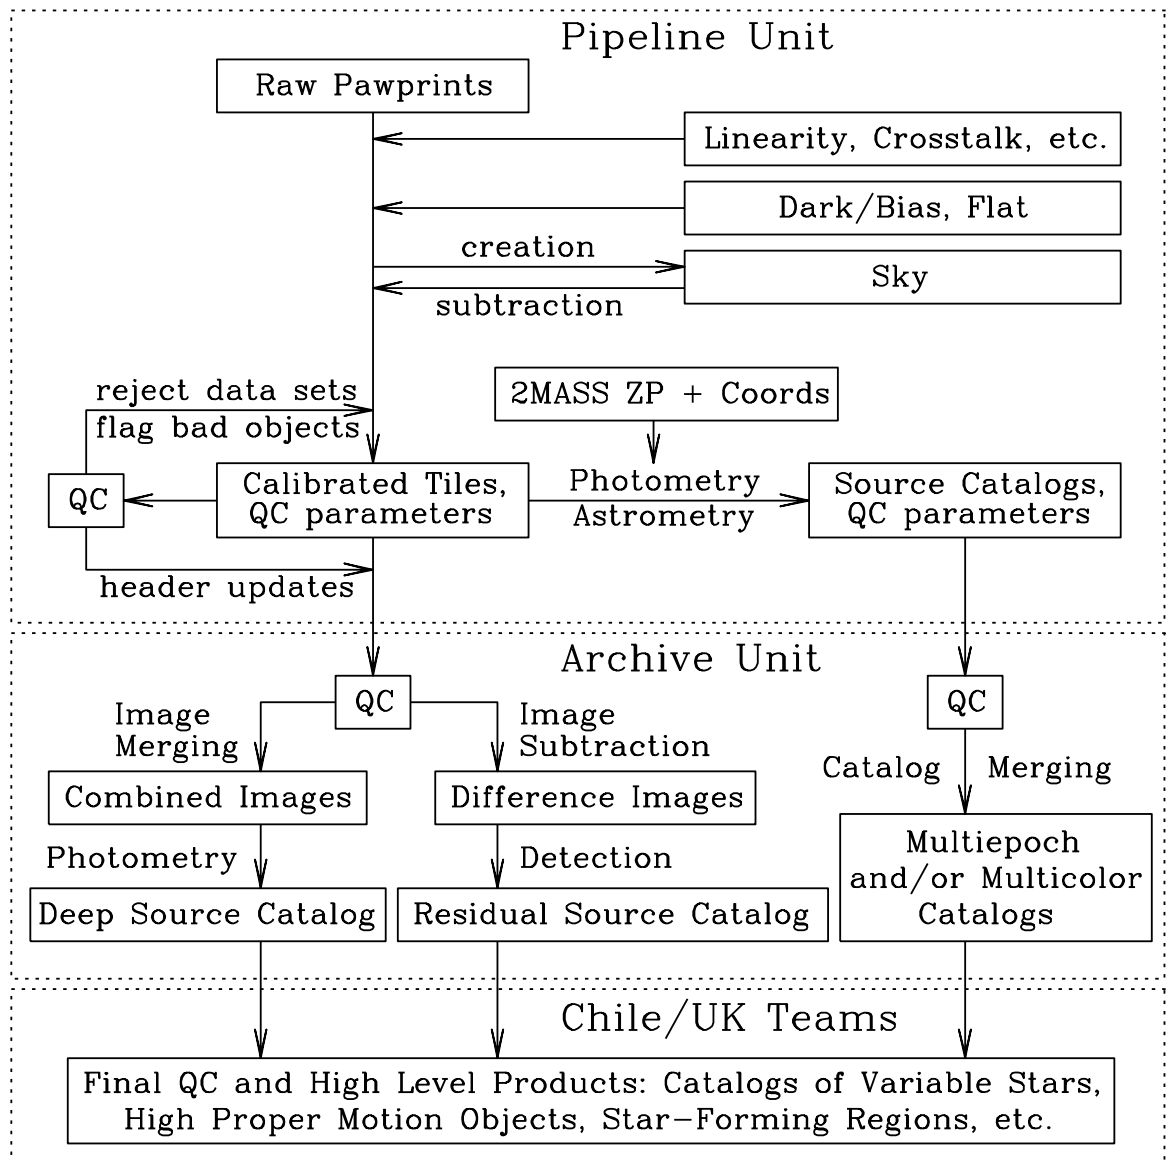 Pipeline Unit
Raw Pawprints
Linearity, Crosstalk, etc.
Dark/Bias, Flat
creation
Sky
subtraction
reject data sets
flag bad objects
2MASS ZP + Coords
QC
Calibrated Tiles,
QC parameters
Photometry
Astrometry
Source Catalogs,
QC parameters
header updates
Archive Unit
QC
QC
Image
Merging
Image
Subtraction
Catalog Merging
Combined Images
Difference Images
Photometry
Detection
Multiepoch
and/or Multicolor
Catalogs
Deep Source Catalog
Residual Source Catalog
Chile/UK Teams
Final QC and High Level Products: Catalogs of Variable Stars,
High Proper Motion Objects, Star-Forming Regions, etc.